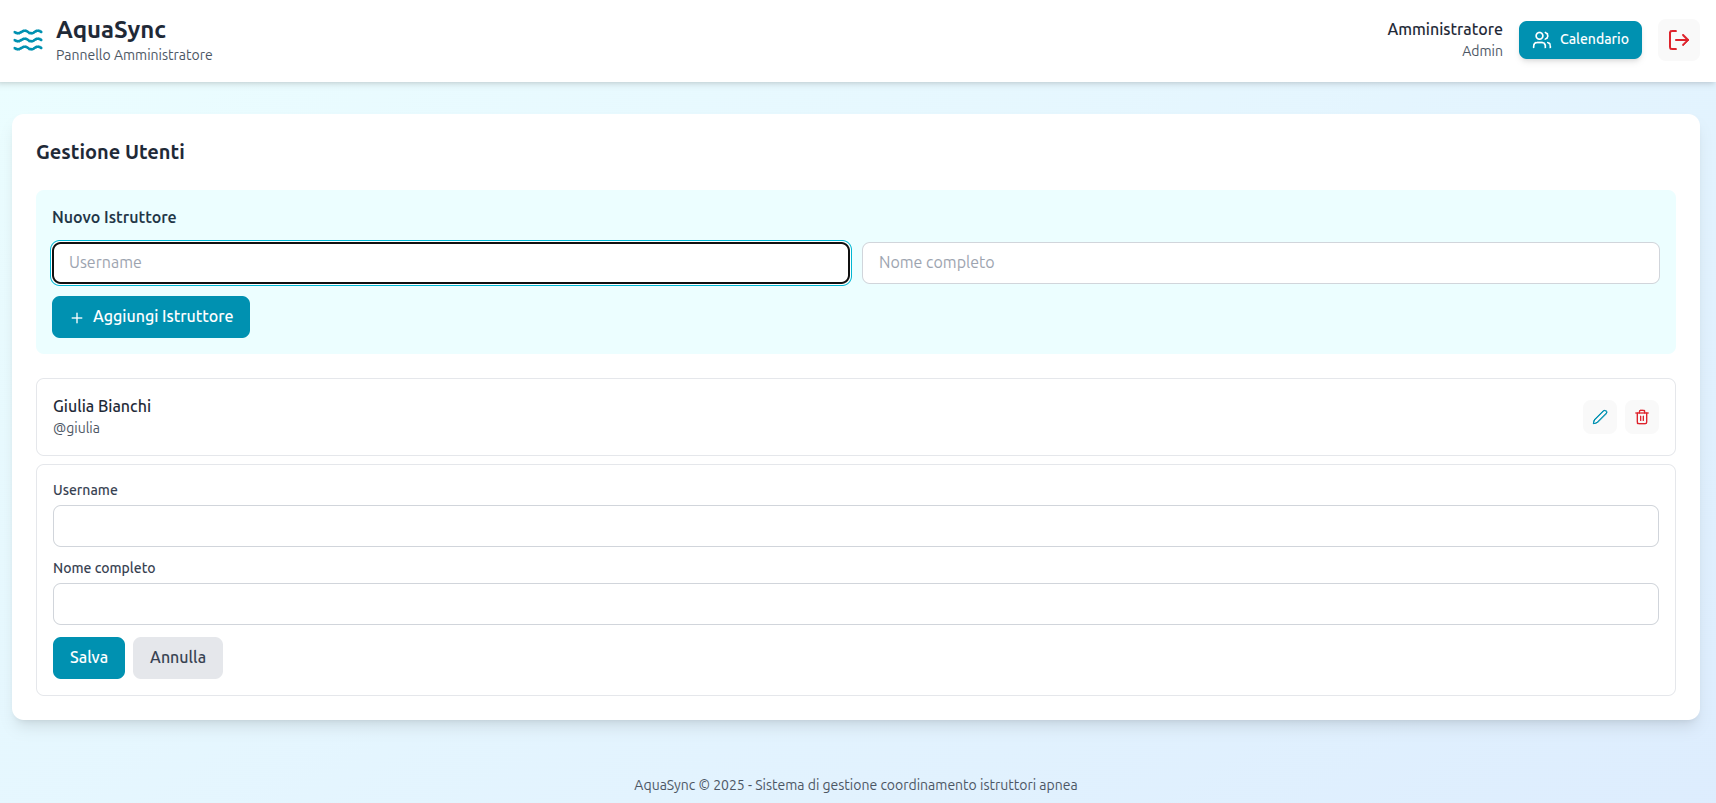 AquaSync
Pannello Amministratore
Amministratore
Admin
Calendario
Gestione Utenti
Nuovo Istruttore
Username
Nome completo
+ Aggiungi Istruttore
Giulia Bianchi
@giulia
Username
Nome completo
Salva
Annulla
AquaSync © 2025 - Sistema di gestione coordinamento istruttori apnea